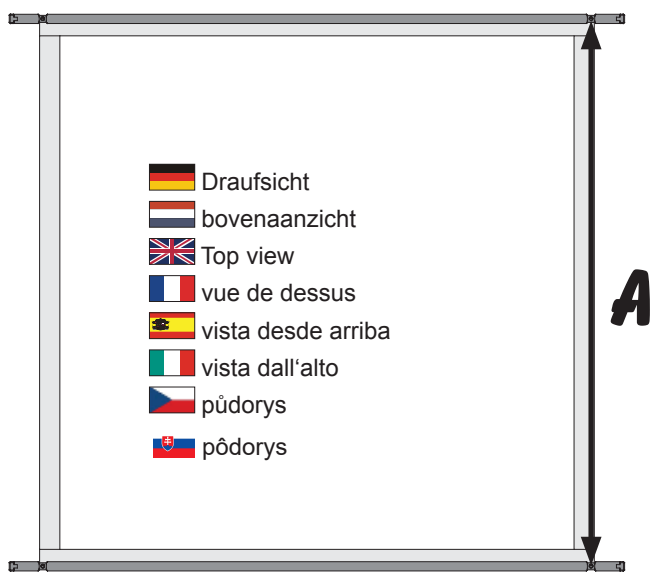 Draufsicht
bovenaanzicht
Top view
vue de dessus
A
vista desde arriba
vista dall‘alto
půdorys
pôdorys